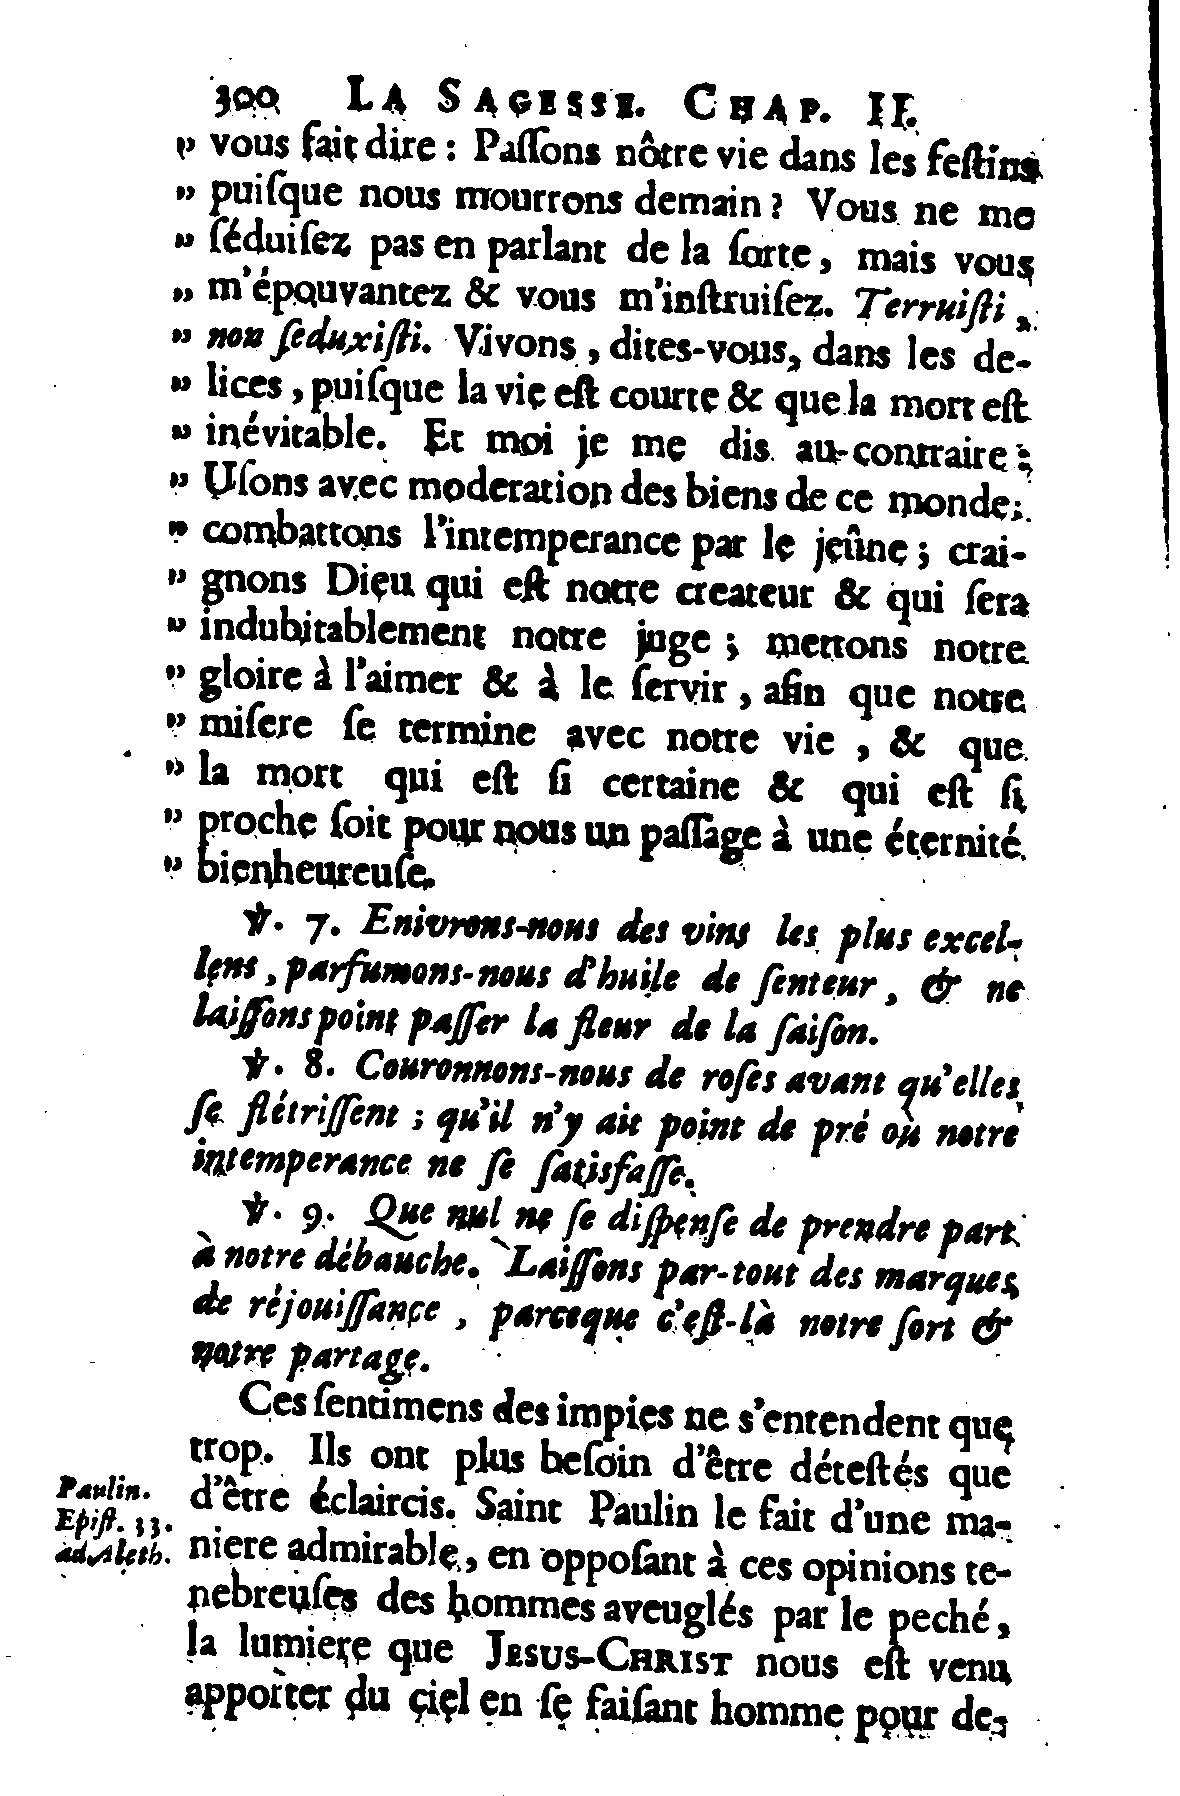 300 LA SAGESSE. CHAP. II.
" vous fait dire : Paſſons nôtre vie dans les feſtins
" puiſque nous mourrons demain ? Vous ne me
" ſéduiſez pas en parlant de la ſorte, mais vous
" m'épouvantez & vous m'inſtruiſez. Terruiſti,
" non ſeduxiſti. Vivons, dites-vous, dans les de-
" lices, puiſque la vie eſt courte & que la mort eſt
" inévitable. Et moi je me dis au-contraire :
" Uſons avec moderation des biens de ce monde;
" combattons l'intemperance par le jeûne ; crai-
" gnons Dieu qui eſt notre createur & qui ſera
" indubitablement notre juge ; mettons notre
" gloire à l'aimer & à le ſervir, afin que notre
" miſere ſe termine avec notre vie, & que
" la mort qui eſt ſi certaine & qui eſt ſi
" proche ſoit pour nous un paſſage à une éternité
" bienheureuſe.
℣. 7. Enivrons-nous des vins les plus excel-
lens, parfumons-nous d'huile de ſenteur, & ne
laiſſons point paſſer la fleur de la ſaiſon.
℣. 8. Couronnons-nous de roſes avant qu'elles
ſe flétriſſent ; qu'il n'y ait point de pré où notre
intemperance ne ſe ſatisfaſſe.
℣. 9. Que nul ne ſe diſpenſe de prendre part
à notre débauche. Laiſſons par-tout des marques
de réjouiſſance, parceque c'eſt-là notre ſort &
notre partage.
Ces ſentimens des impies ne s'entendent que
trop. Ils ont plus beſoin d'être déteſtés que
d'être éclaircis. Saint Paulin le fait d'une ma-
niere admirable, en oppoſant à ces opinions te-
nebreuſes des hommes aveuglés par le peché,
la lumiere que JESUS-CHRIST nous eſt venu
apporter du ciel en ſe faiſant homme pour de-
Paulin.
Epiſt. 33.
ad Aleth.